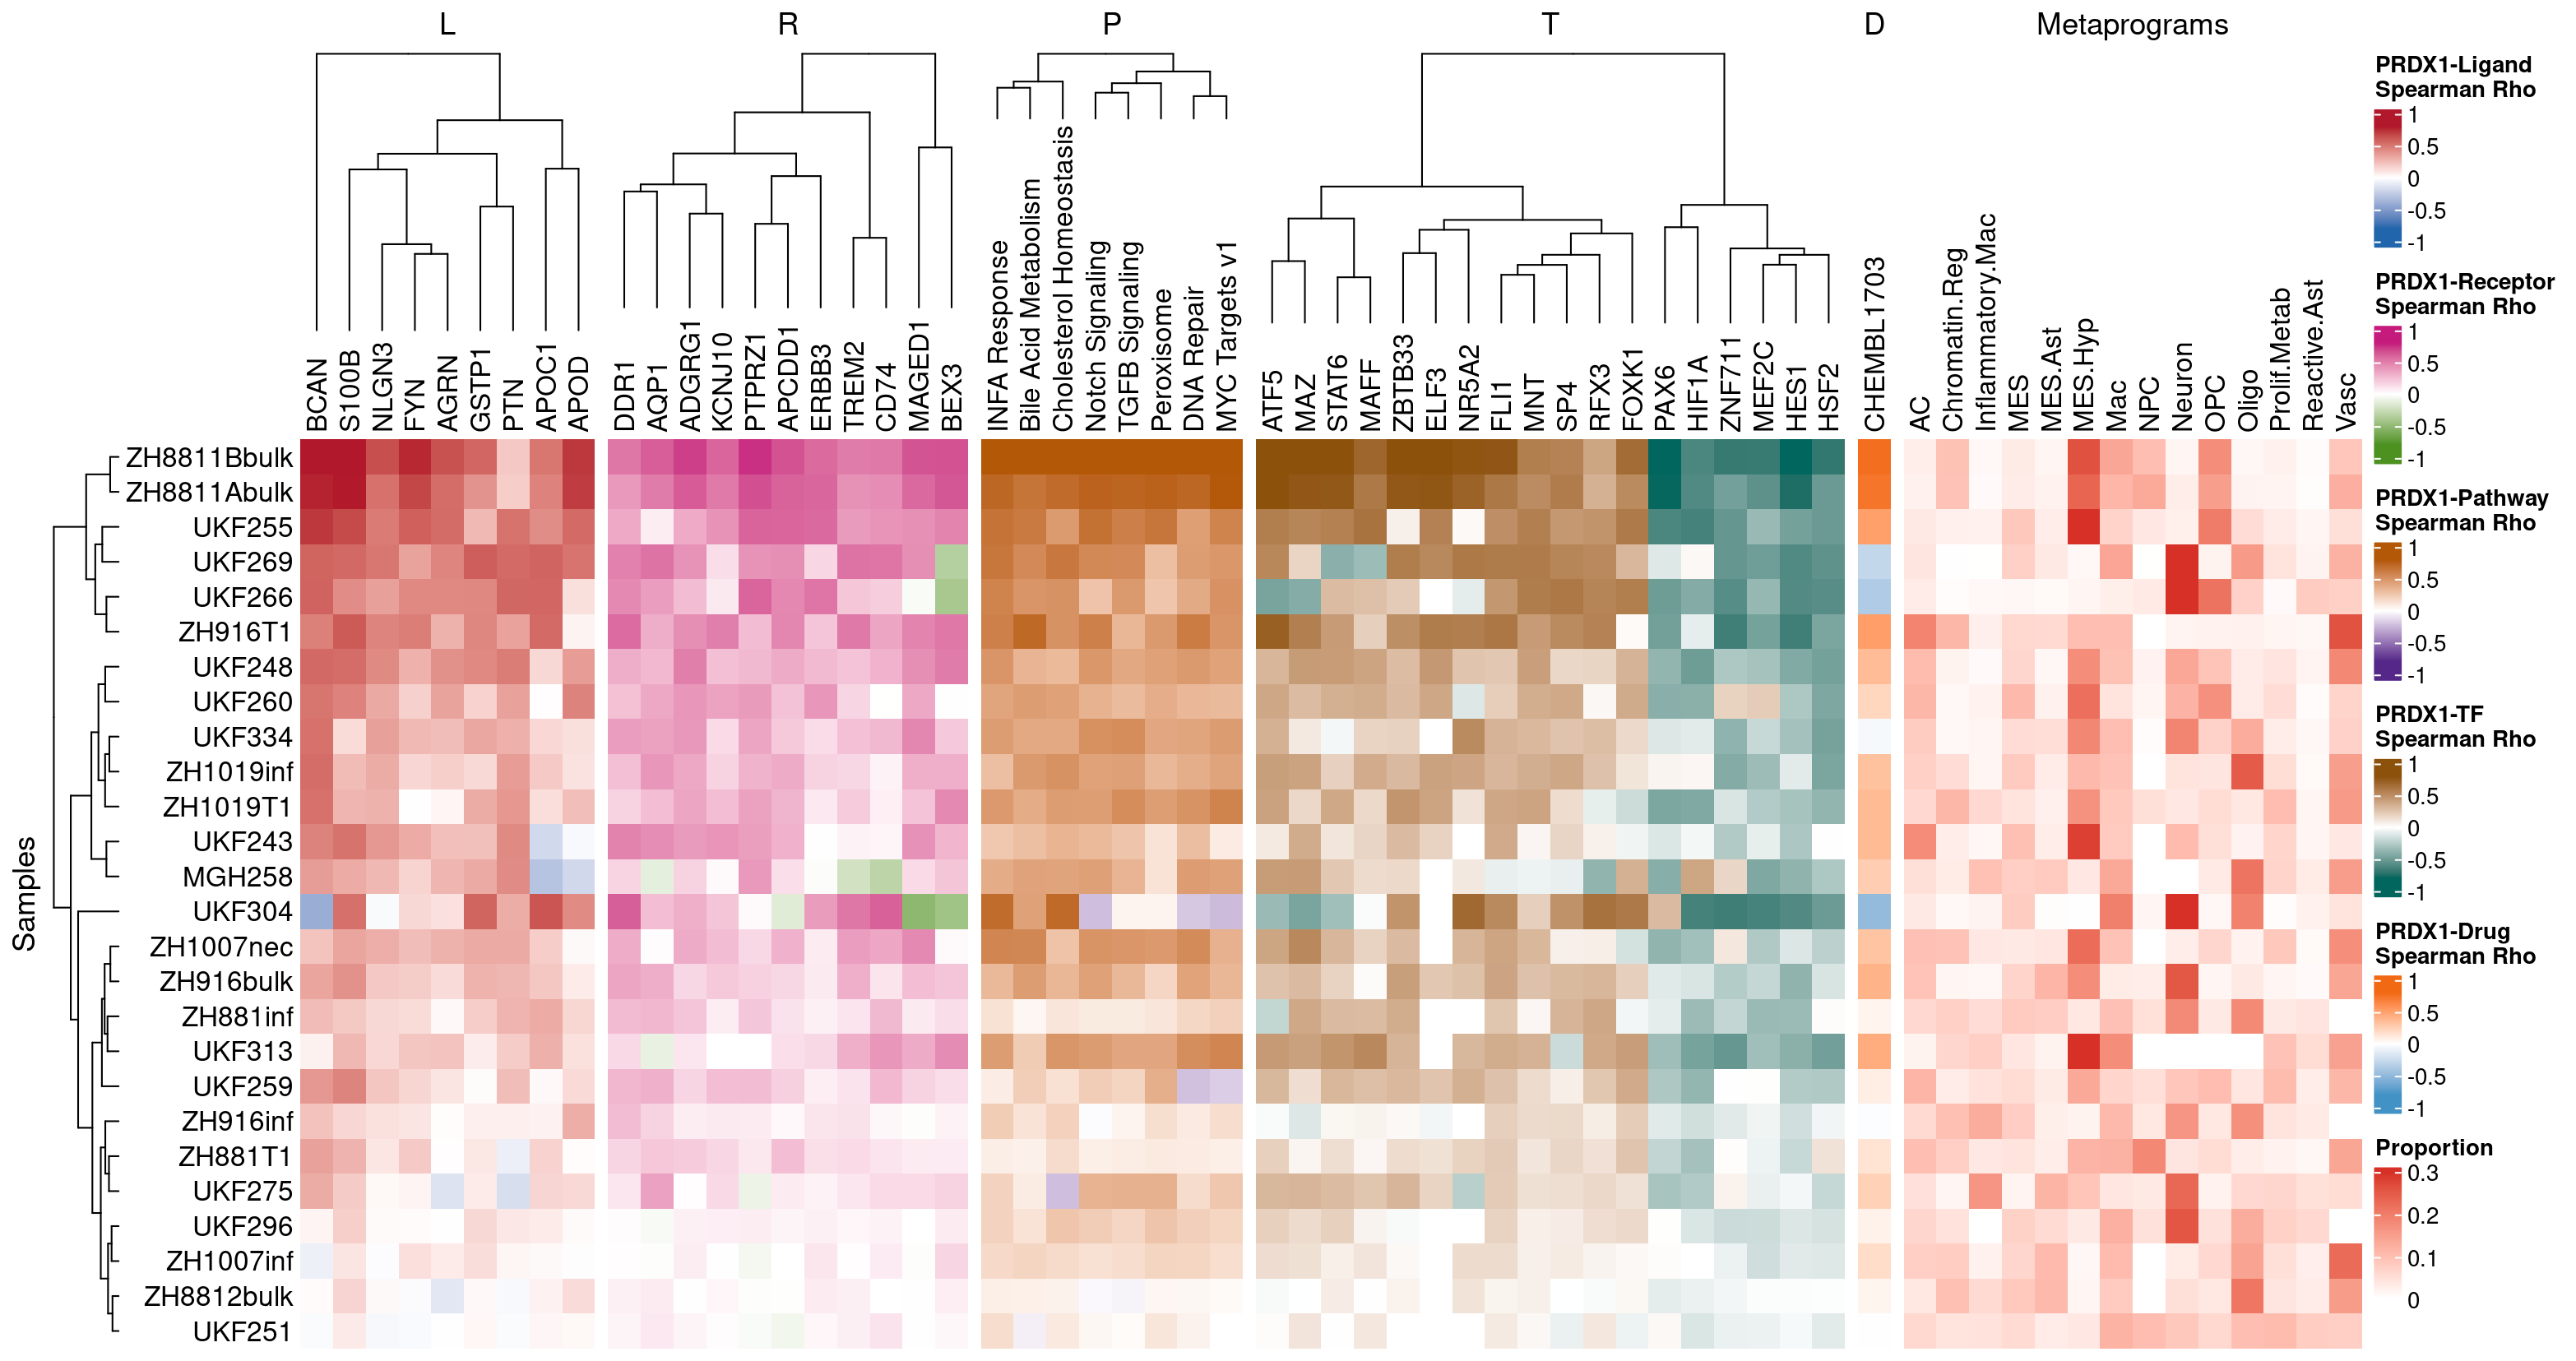 L R P T D Metaprograms
BCAN
S100B
NLGN3
FYN
AGRN
GSTP1
PTN
APOC1
APOD
DDR1
AQP1
ADGRG1
KCNJ10
PTPRZ1
APCDD1
ERBB3
TREM2
CD74
MAGED1
BEX3
INFA Response
Bile Acid Metabolism
Cholesterol Homeostasis
Notch Signaling
TGFB Signaling
Peroxisome
DNA Repair
MYC Targets v1
ATF5
MAZ
STAT6
MAFF
ZBTB33
ELF3
NR5A2
FLI1
MNT
SP4
RFX3
FOXK1
PAX6
HIF1A
ZNF711
MEF2C
HES1
HSF2
CHEMBL1703
AC
Chromatin.Reg
Inflammatory.Mac
MES
MES.Ast
MES.Hyp
Mac
NPC
Neuron
OPC
Oligo
Prolif.Metab
Reactive.Ast
Vasc
Samples
ZH8811Bbulk
ZH8811Abulk
UKF255
UKF269
UKF266
ZH916T1
UKF248
UKF260
UKF334
ZH1019inf
ZH1019T1
UKF243
MGH258
UKF304
ZH1007nec
ZH916bulk
ZH881inf
UKF313
UKF259
ZH916inf
ZH881T1
UKF275
UKF296
ZH1007inf
ZH8812bulk
UKF251
PRDX1-Ligand
Spearman Rho
1
0.5
0
-0.5
-1
PRDX1-Receptor
Spearman Rho
1
0.5
0
-0.5
-1
PRDX1-Pathway
Spearman Rho
1
0.5
0
-0.5
-1
PRDX1-TF
Spearman Rho
1
0.5
0
-0.5
-1
PRDX1-Drug
Spearman Rho
1
0.5
0
-0.5
-1
Proportion
0.3
0.2
0.1
0